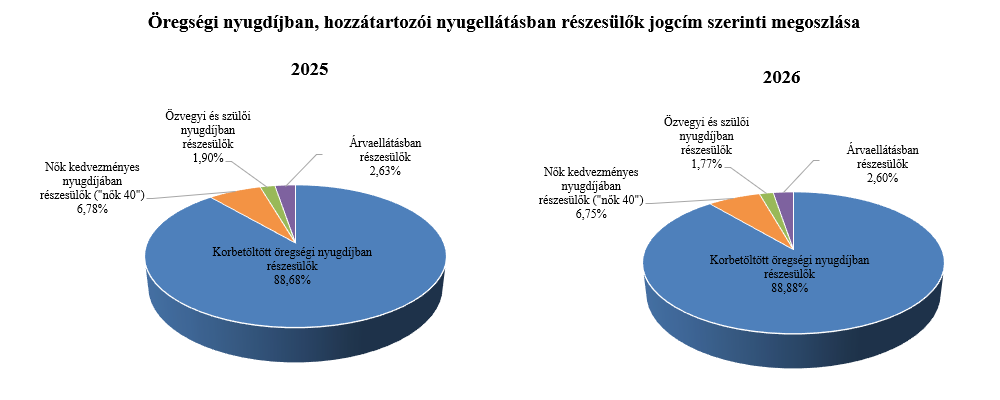 Öregségi nyugdíjban, hozzátartozói nyugellátásban részesülők jogcím szerinti megoszlása
2025
Özvegyi és szülői
nyugdíjban
részesülők
1,90%
Árvaellátásban
részesülők
2,63%
Nők kedvezményes
nyugdíjában
részesülők ("nők 40")
6,78%
Korbetöltött öregségi nyugdíjban
részesülők
88,68%
2026
Özvegyi és szülői
nyugdíjban
részesülők
1,77%
Árvaellátásban
részesülők
2,60%
Nők kedvezményes
nyugdíjában
részesülők ("nők 40")
6,75%
Korbetöltött öregségi nyugdíjban
részesülők
88,88%